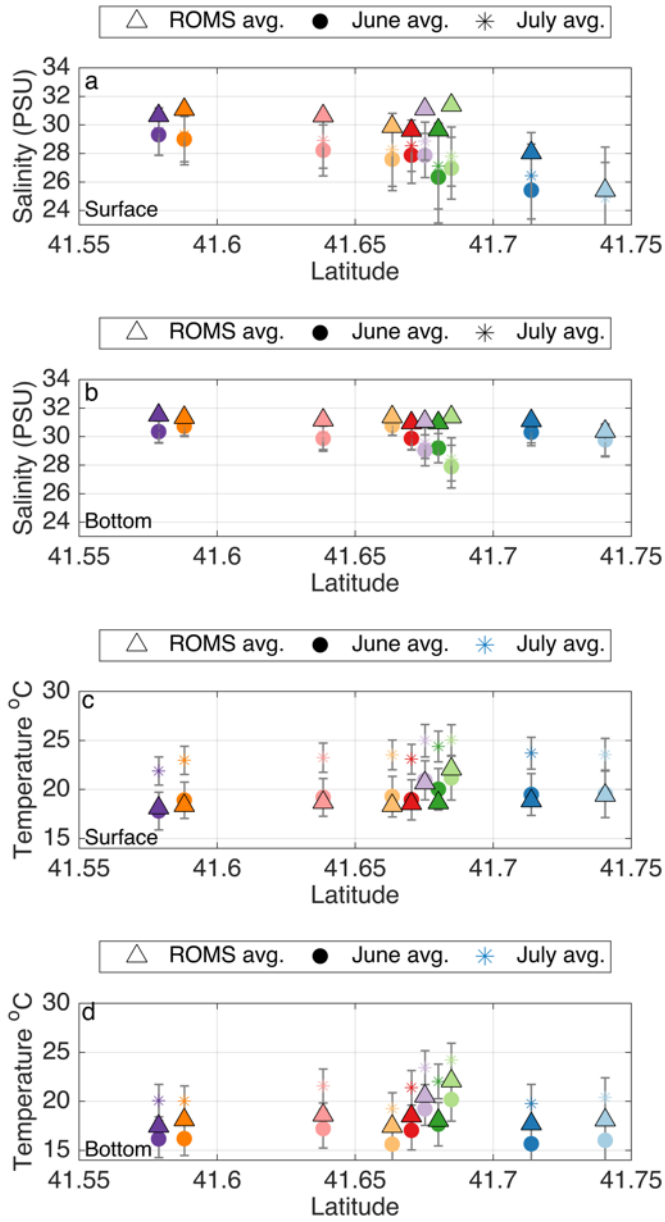 ROMS avg. June avg. July avg.
a
34
32
30
28
26
24
Salinity (PSU)
Surface
41.55 41.6 41.65 41.7 41.75
Latitude
ROMS avg. June avg. July avg.
b
34
32
30
28
26
24
Salinity (PSU)
Bottom
41.55 41.6 41.65 41.7 41.75
Latitude
ROMS avg. June avg. July avg.
c
30
25
20
15
Temperature °C
Surface
41.55 41.6 41.65 41.7 41.75
Latitude
ROMS avg. June avg. July avg.
d
30
25
20
15
Temperature °C
Bottom
41.55 41.6 41.65 41.7 41.75
Latitude